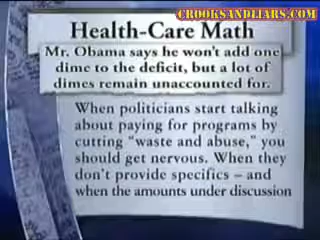 CROOKSANDLIARS.COM
Health-Care Math
Mr. Obama says he won't add one
dime to the deficit, but a lot of
dimes remain unaccounted for.
When politicians start talking
about paying for programs by
cutting "waste and abuse," you
should get nervous. When they
don't provide specifics – and
when the amounts under discussion